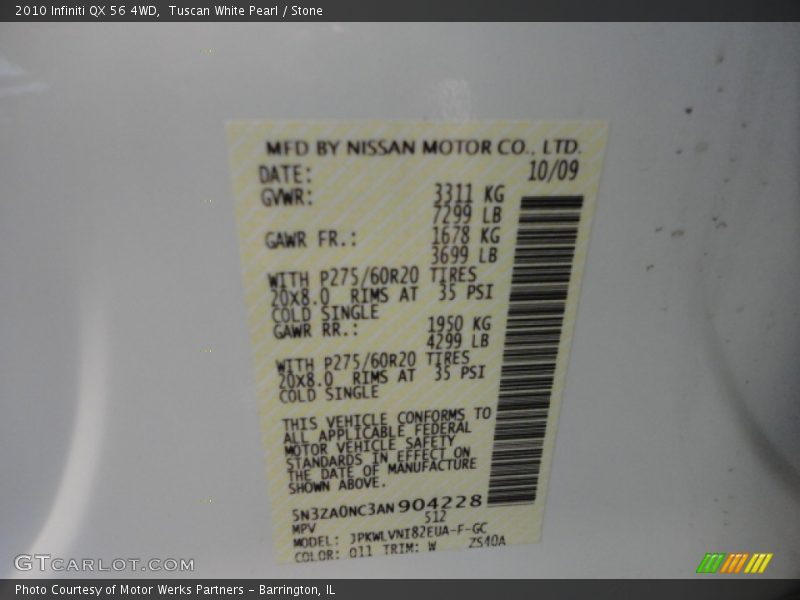 2010 Infiniti QX 56 4WD,  Tuscan White Pearl / Stone
MFD BY NISSAN MOTOR CO., LTD.
DATE: 10/09
GVWR: 3311 KG
7299 LB
GAWR FR.: 1678 KG
3699 LB
WITH P275/60R20 TIRES
20X8.0 RIMS AT 35 PSI
COLD SINGLE
GAWR RR.: 1950 KG
4299 LB
WITH P275/60R20 TIRES
20X8.0 RIMS AT 35 PSI
COLD SINGLE
THIS VEHICLE CONFORMS TO
ALL APPLICABLE FEDERAL
MOTOR VEHICLE SAFETY
STANDARDS IN EFFECT ON
THE DATE OF MANUFACTURE
SHOWN ABOVE.
5N3ZA0NC3AN904228
MPV 512
MODEL: JPKWLVNI82EUA-F-GC
COLOR: Q11 TRIM: W ZS40A
GTCarLot.com
Photo Courtesy of Motor Werks Partners - Barrington, IL